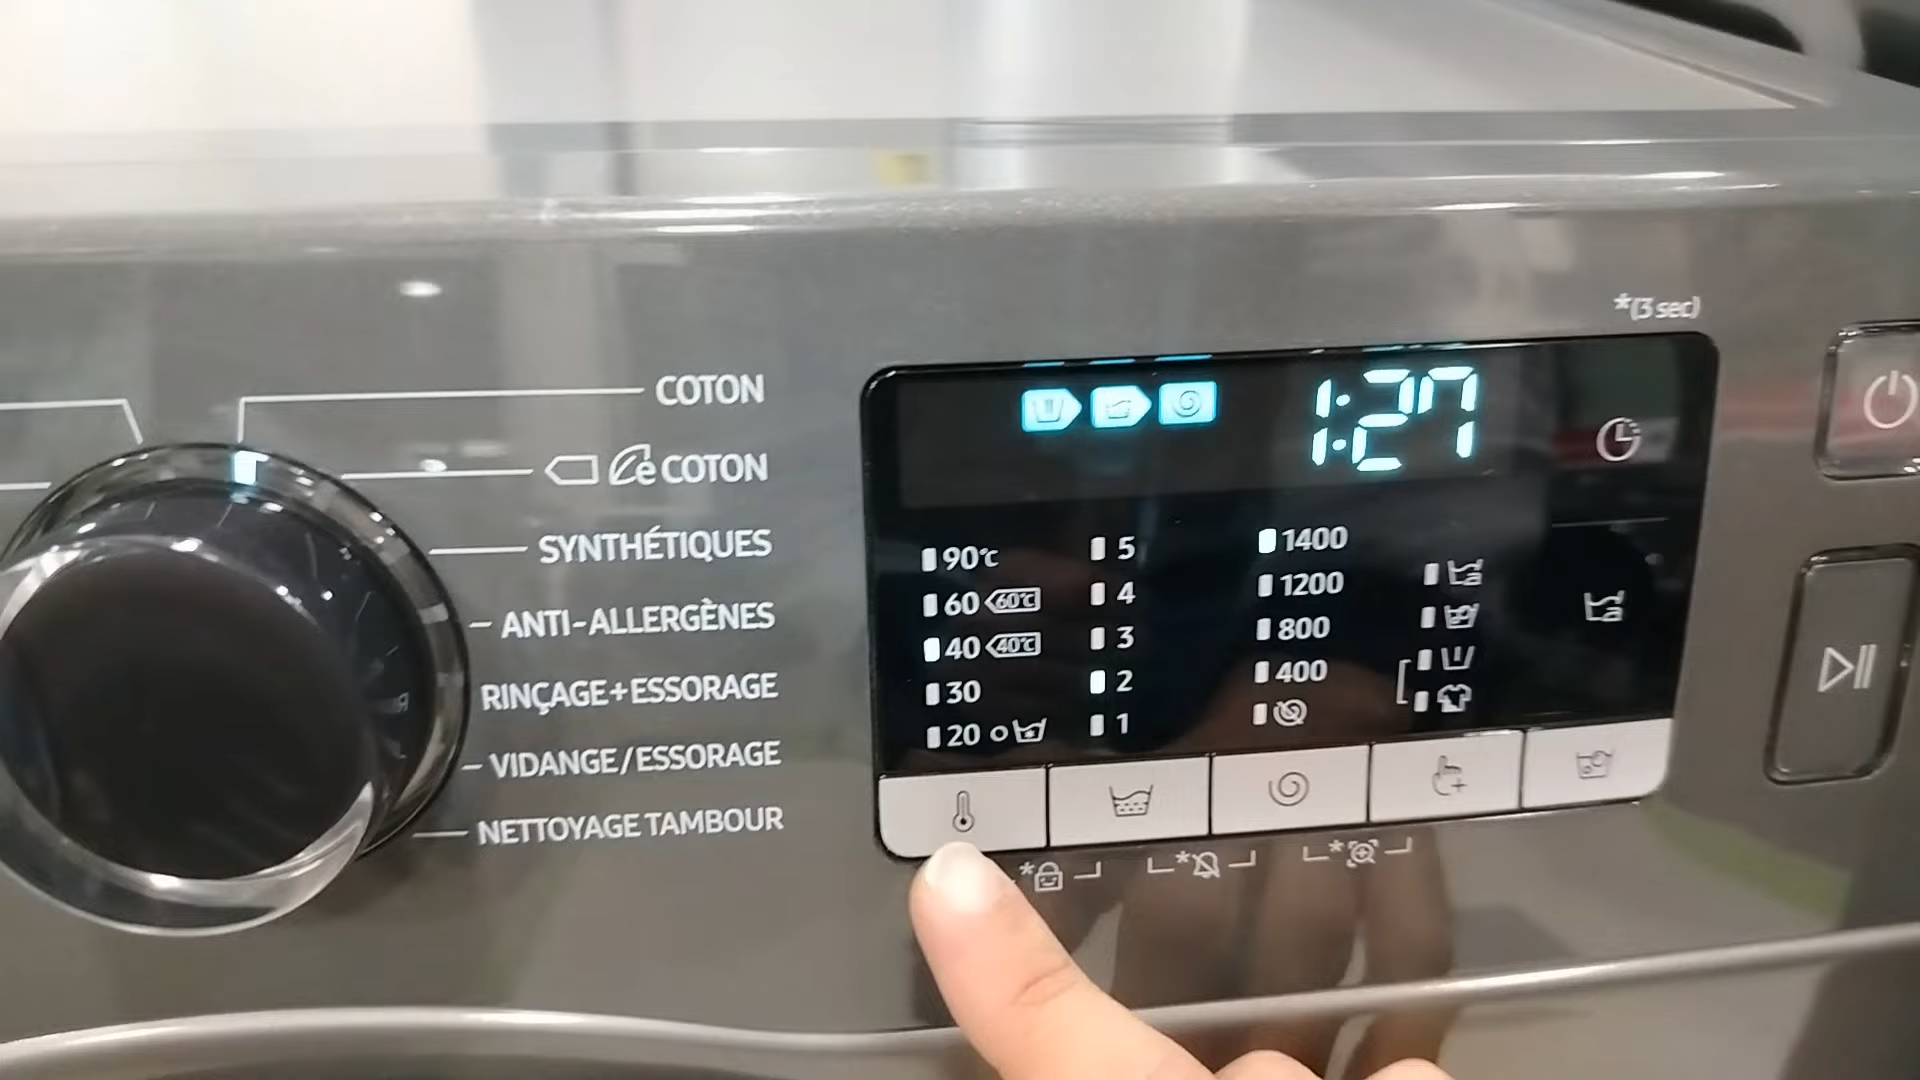 *(3 sec)
COTON
e COTON
SYNTHÉTIQUES
ANTI-ALLERGÈNES
RINÇAGE+ESSORAGE
VIDANGE/ESSORAGE
NETTOYAGE TAMBOUR
1:27
90°c
60 60°C
40 40°C
30
20
5
4
3
2
1
1400
1200
800
400
*
*
*